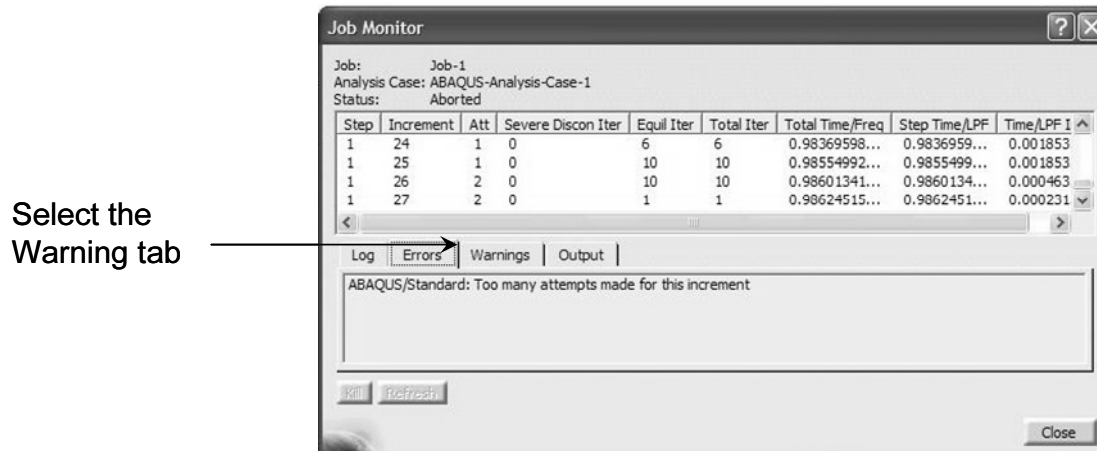 Job Monitor
Job: Job-1
Analysis Case: ABAQUS-Analysis-Case-1
Status: Aborted
Step Increment Att Severe Discon Iter Equil Iter Total Iter Total Time/Freq Step Time/LPF Time/LPF I
1 24 1 0 6 6 0.98369598... 0.9836959... 0.001853
1 25 1 0 10 10 0.98554992... 0.9855499... 0.001853
1 26 2 0 10 10 0.98601341... 0.9860134... 0.000463
1 27 2 0 1 1 0.98624515... 0.9862451... 0.000231
Select the
Warning tab
Log Errors Warnings Output
ABAQUS/Standard: Too many attempts made for this increment
Kill Refresh
Close